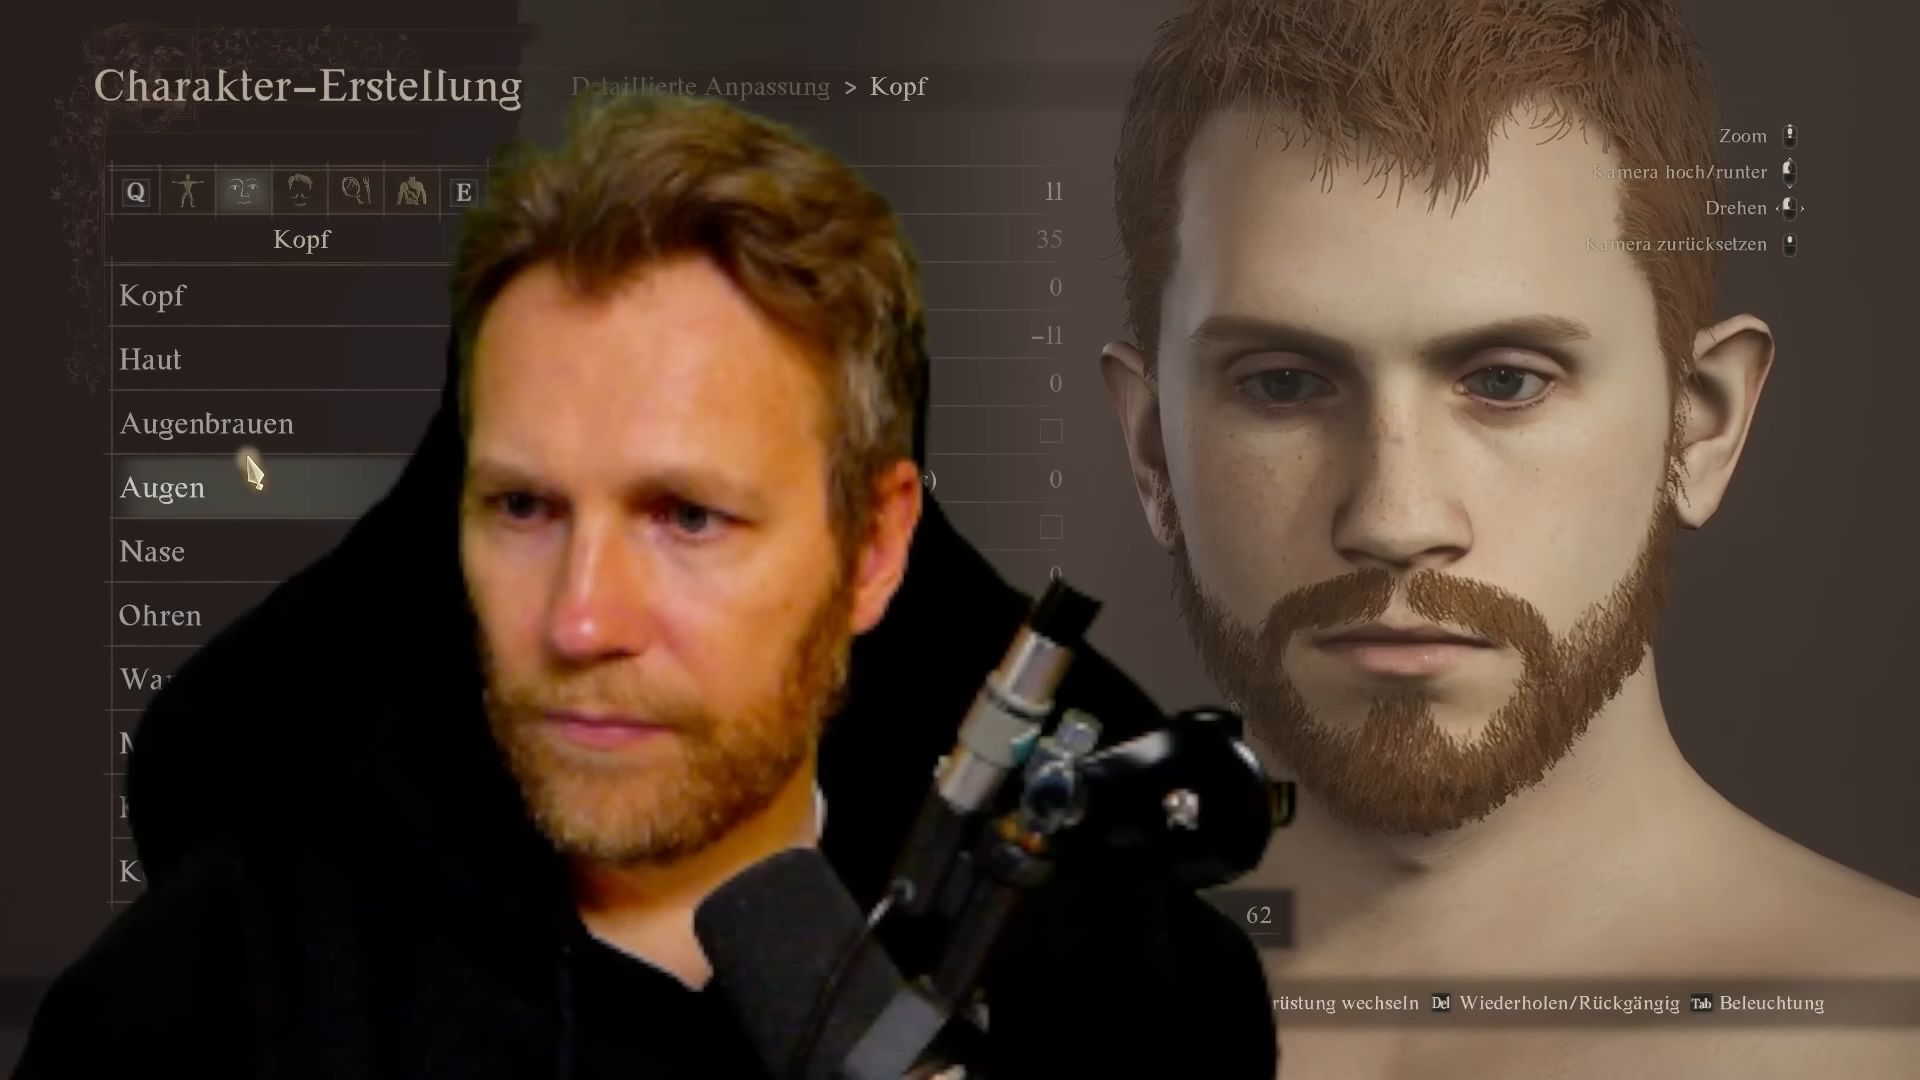 Charakter-Erstellung
Detaillierte Anpassung > Kopf
Q
E
Kopf
Kopf
Haut
Augenbrauen
Augen
Nase
Ohren
11
35
0
-11
0
0
0
62
Zoom
Kamera hoch/runter
Drehen
Kamera zurücksetzen
wechseln Del Wiederholen/Rückgängig Tab Beleuchtung